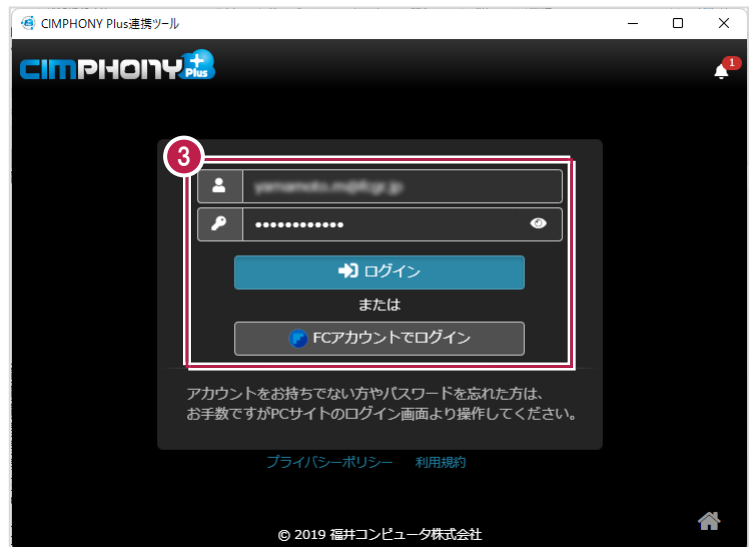 CIMPHONY Plus連携ツール
CIMPHONY Plus
1
3
••••••••••••
ログイン
または
FCアカウントでログイン
アカウントをお持ちでない方やパスワードを忘れた方は、
お手数ですがPCサイトのログイン画面より操作してください。
プライバシーポリシー 利用規約
© 2019 福井コンピュータ株式会社